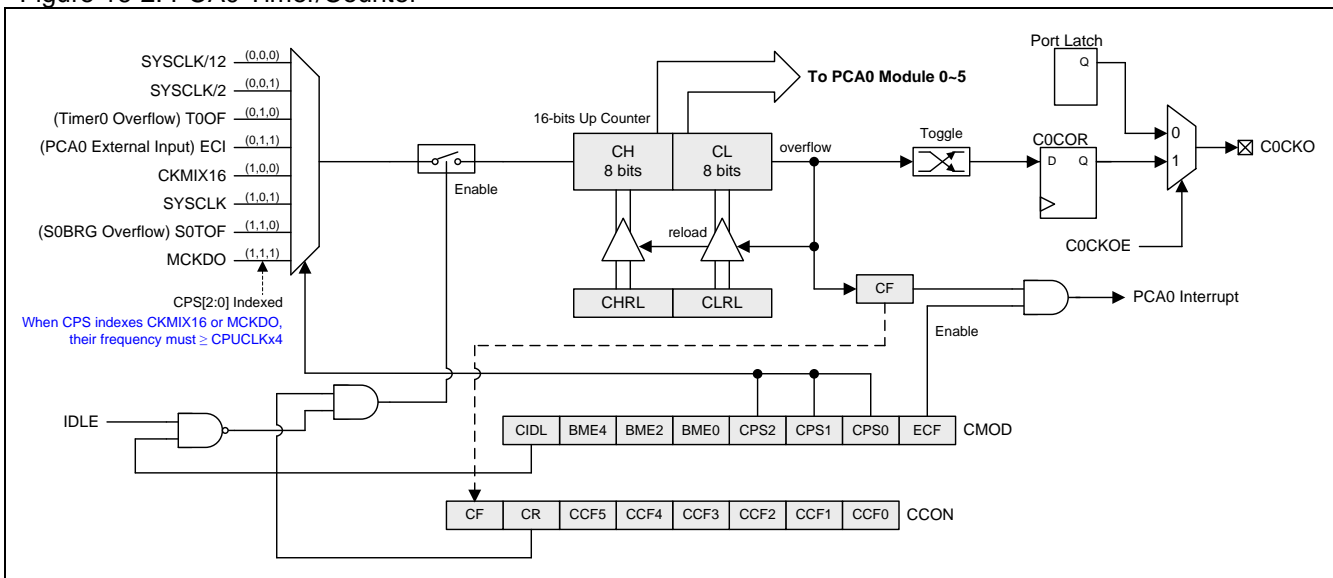 Figure 16-2. PCA0 Timer/Counter
SYSCLK/12 (0,0,0)
SYSCLK/2 (0,0,1)
(Timer0 Overflow) T0OF (0,1,0)
(PCA0 External Input) ECI (0,1,1)
CKMIX16 (1,0,0)
SYSCLK (1,0,1)
(S0BRG Overflow) S0TOF (1,1,0)
MCKDO (1,1,1)
CPS[2:0] Indexed
When CPS indexes CKMIX16 or MCKDO,
their frequency must ≥ CPUCLKx4
Enable
To PCA0 Module 0~5
16-bits Up Counter
CH
8 bits
CL
8 bits
overflow
reload
CHRL
CLRL
Toggle
Port Latch
Q
C0COR
D Q
0
1
C0CKO
C0CKOE
CF
PCA0 Interrupt
Enable
IDLE
CIDL BME4 BME2 BME0 CPS2 CPS1 CPS0 ECF CMOD
CF CR CCF5 CCF4 CCF3 CCF2 CCF1 CCF0 CCON